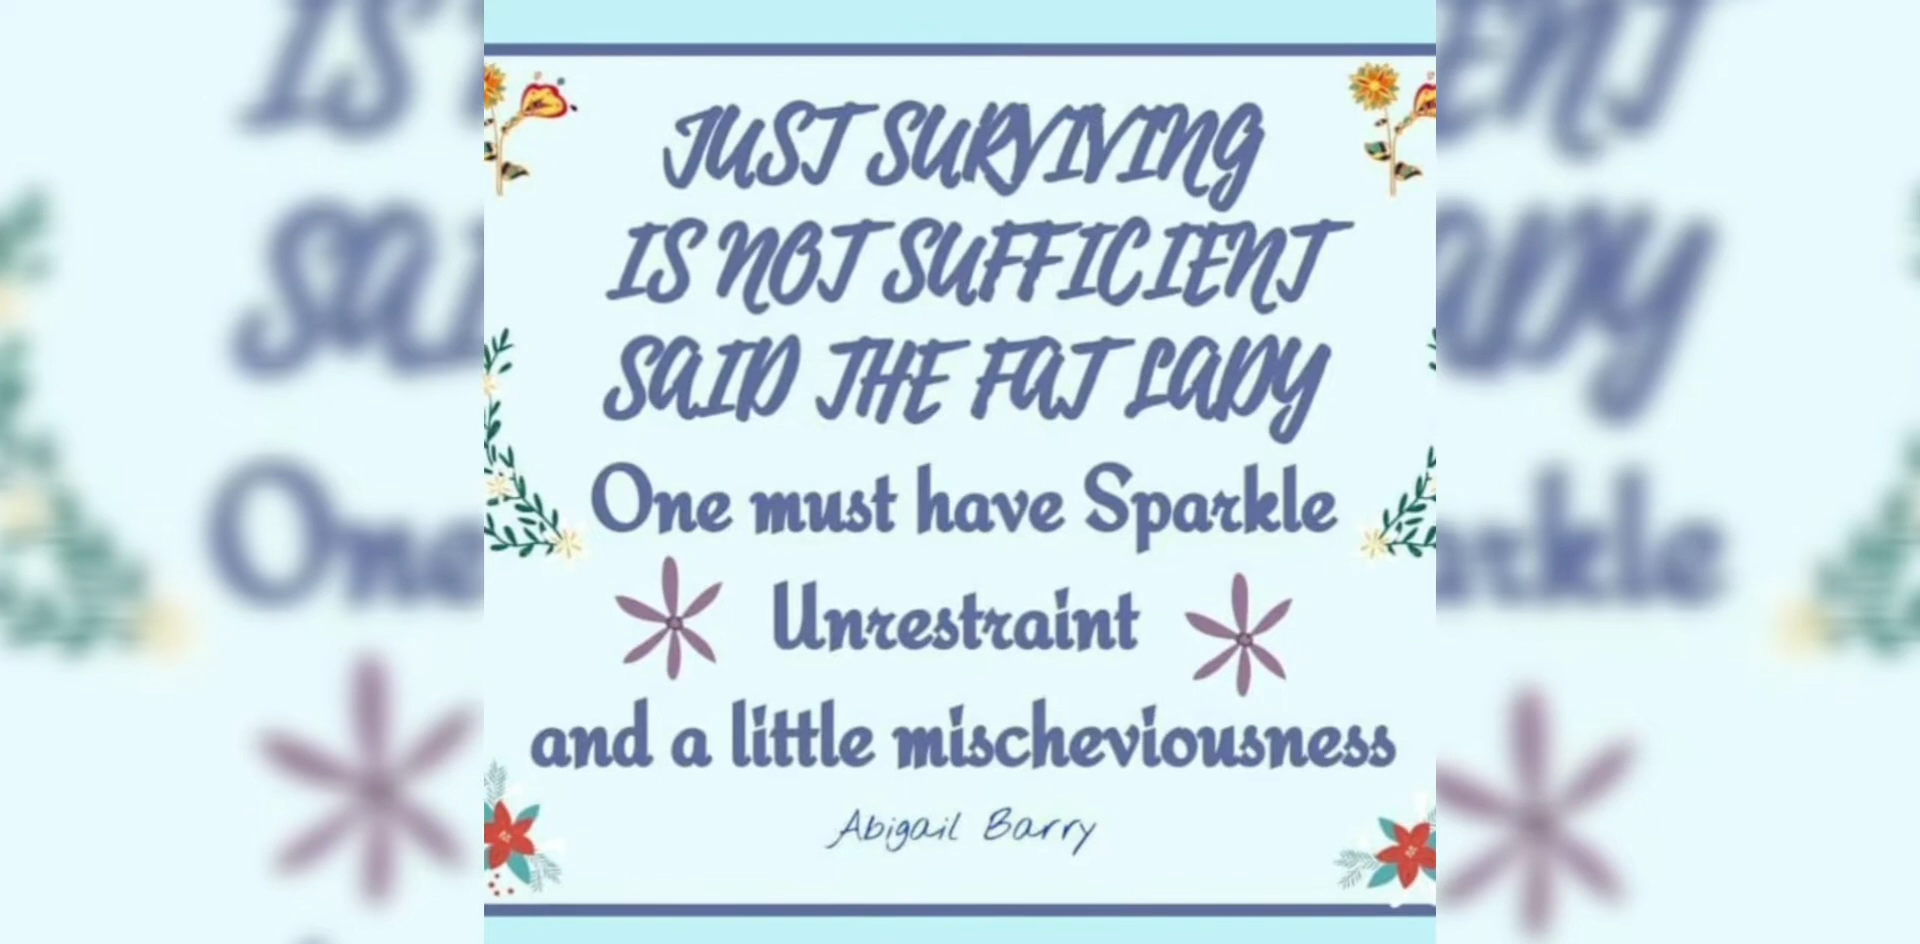 JUST SURVIVING
IS NOT SUFFICIENT
SAID THE FAT LADY
One must have Sparkle
Unrestraint
and a little mischeviousness
Abigail Barry